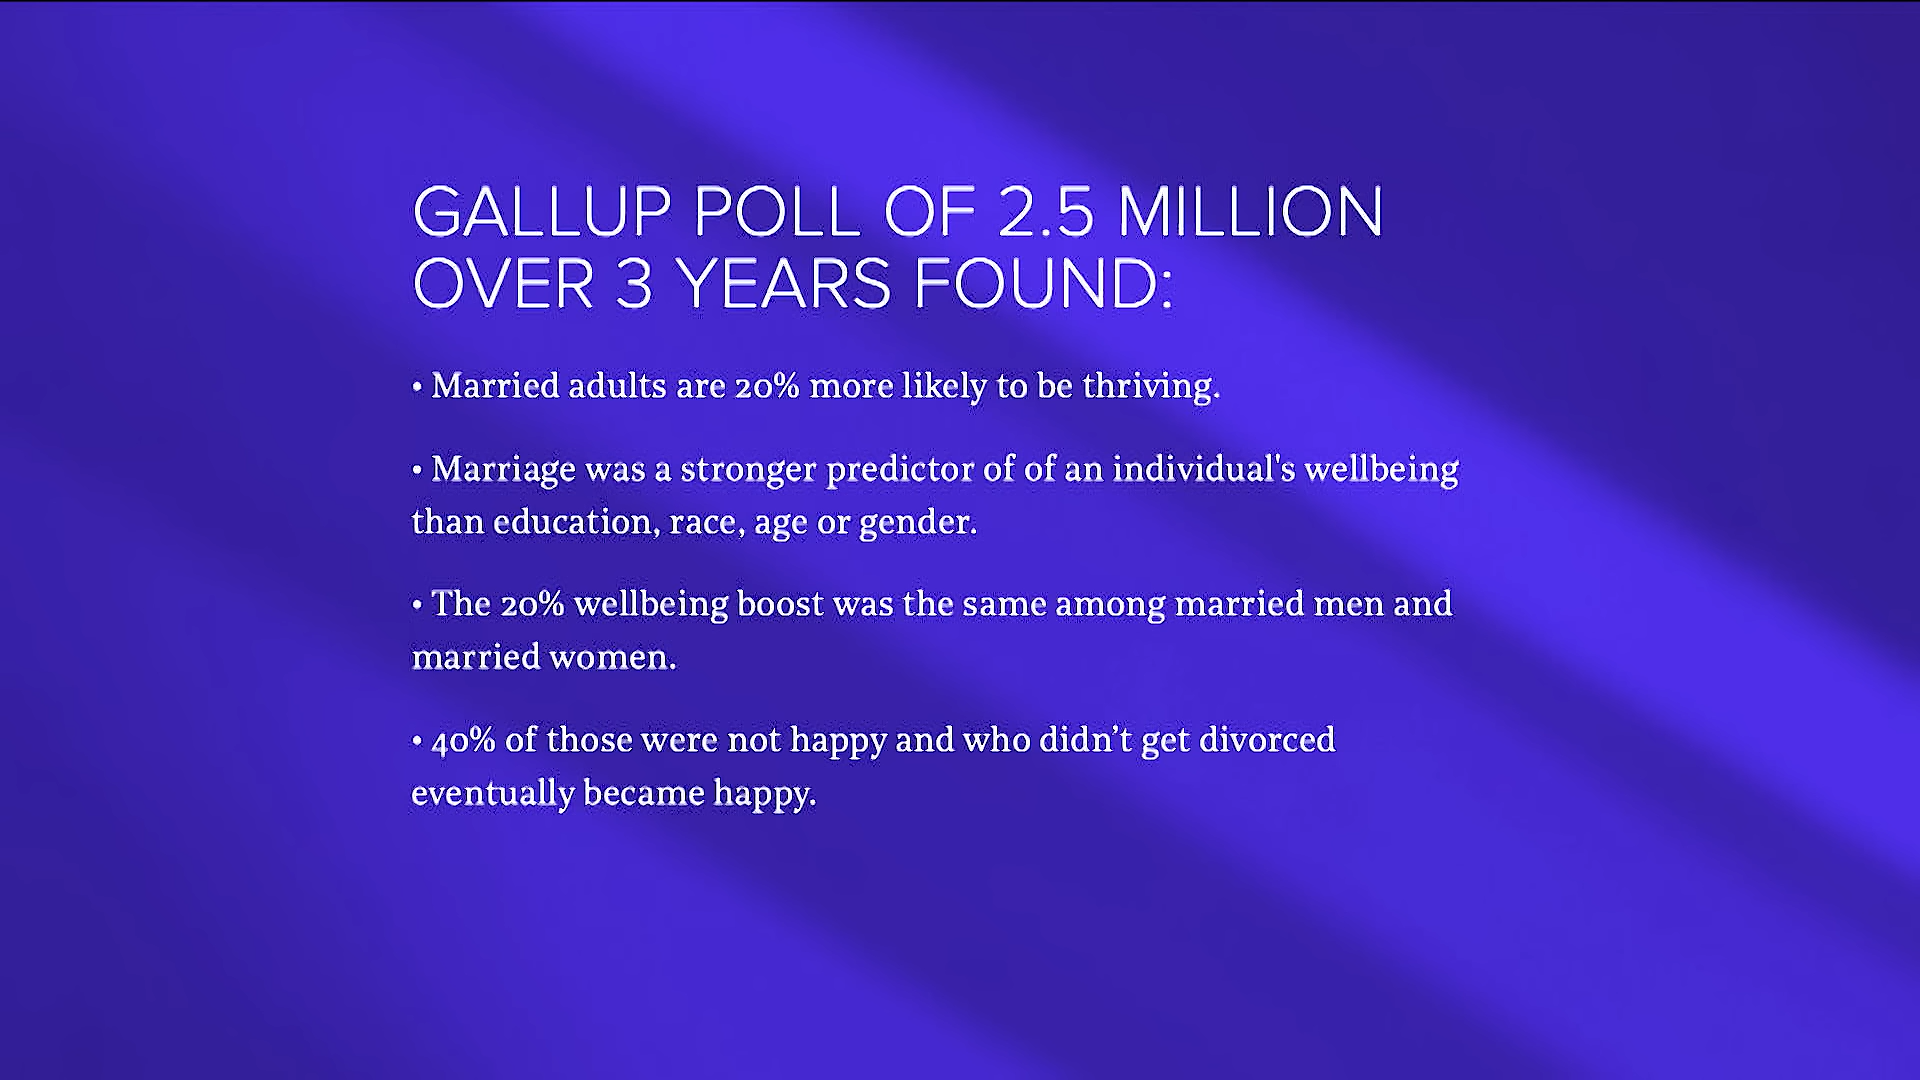 GALLUP POLL OF 2.5 MILLION
OVER 3 YEARS FOUND:
• Married adults are 20% more likely to be thriving.
• Marriage was a stronger predictor of of an individual's wellbeing
than education, race, age or gender.
• The 20% wellbeing boost was the same among married men and
married women.
• 40% of those were not happy and who didn’t get divorced
eventually became happy.